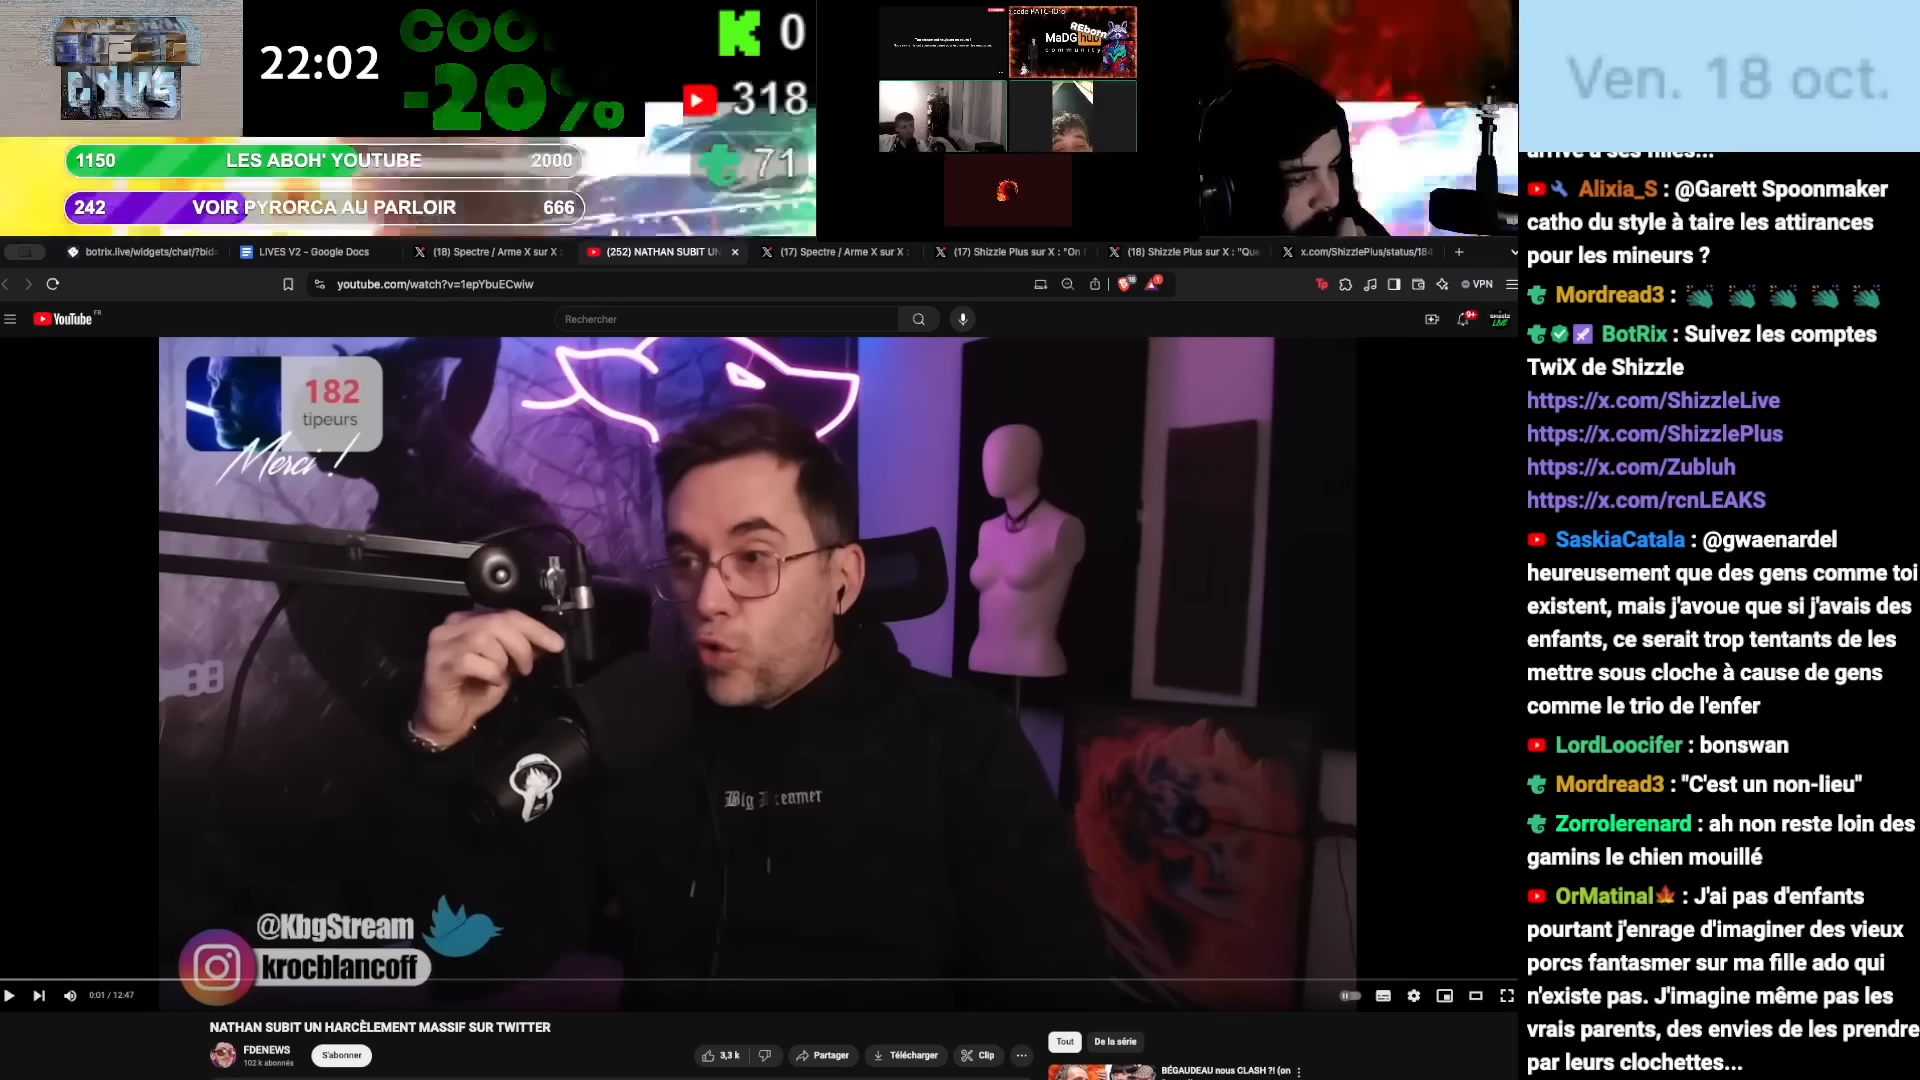 22:02
-20%
K 0
318
71
1150 LES ABOH' YOUTUBE 2000
242 VOIR PYRORCA AU PARLOIR 666
REborn
MaDG hub
community
Ven. 18 oct.
botrix.live/widgets/chat/?bid=
LIVES V2 - Google Docs
(18) Spectre / Arme X sur X :
(252) NATHAN SUBIT UN
(17) Spectre / Arme X sur X :
(17) Shizzle Plus sur X : "On
(18) Shizzle Plus sur X : "Que
x.com/ShizzlePlus/status/184
youtube.com/watch?v=1epYbuECwiw
VPN
YouTube FR
Rechercher
9+
182
tipeurs
Merci !
Big Dreamer
@KbgStream
krocblancoff
0:01 / 12:47
NATHAN SUBIT UN HARCÈLEMENT MASSIF SUR TWITTER
FDENEWS
102 k abonnés
S'abonner
3,3 k
Partager
Télécharger
Clip
Tout
De la série
BÉGAUDEAU nous CLASH ?! (on
arrive à ses filles...
Alixia_S : @Garett Spoonmaker
catho du style à taire les attirances
pour les mineurs ?
Mordread3 :
BotRix : Suivez les comptes
TwiX de Shizzle
https://x.com/ShizzleLive
https://x.com/ShizzlePlus
https://x.com/Zubluh
https://x.com/rcnLEAKS
SaskiaCatala : @gwaenardel
heureusement que des gens comme toi
existent, mais j'avoue que si j'avais des
enfants, ce serait trop tentants de les
mettre sous cloche à cause de gens
comme le trio de l'enfer
LordLoocifer : bonswan
Mordread3 : "C'est un non-lieu"
Zorrolerenard : ah non reste loin des
gamins le chien mouillé
OrMatinal : J'ai pas d'enfants
pourtant j'enrage d'imaginer des vieux
porcs fantasmer sur ma fille ado qui
n'existe pas. J'imagine même pas les
vrais parents, des envies de les prendre
par leurs clochettes...